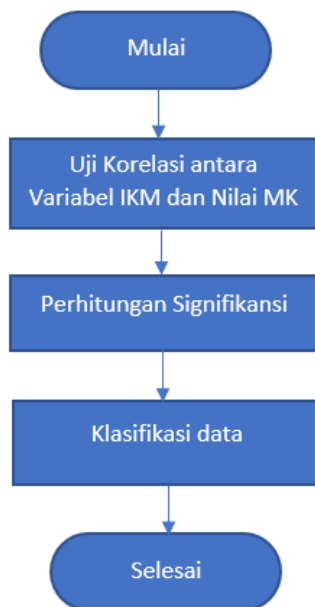 Mulai
Uji Korelasi antara
Variabel IKM dan Nilai MK
Perhitungan Signifikansi
Klasifikasi data
Selesai